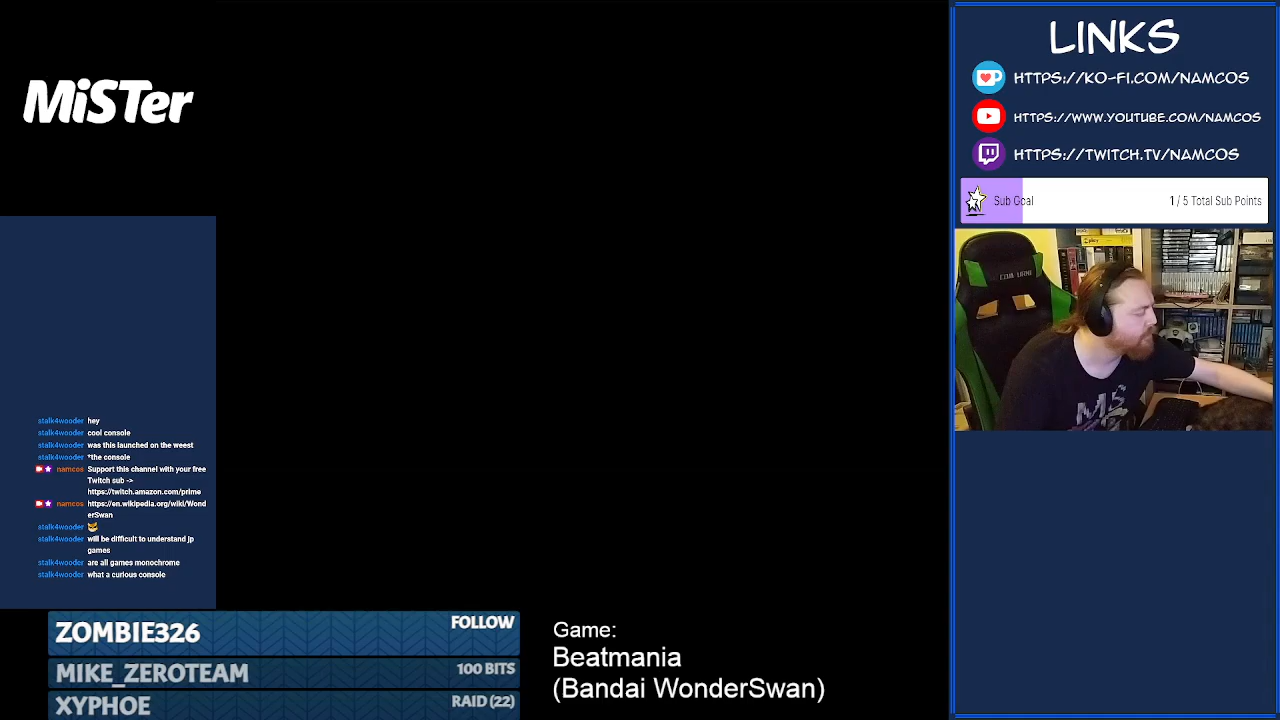 MiSTer
stalk4wooder hey
stalk4wooder cool console
stalk4wooder was this launched on the weest
stalk4wooder *the console
namcos Support this channel with your free
Twitch sub ->
https://twitch.amazon.com/prime
namcos https://en.wikipedia.org/wiki/Wond
erSwan
stalk4wooder
stalk4wooder will be difficult to understand jp
games
stalk4wooder are all games monochrome
stalk4wooder what a curious console
ZOMBIE326 FOLLOW
MIKE_ZEROTEAM 100 BITS
XYPHOE RAID (22)
Game:
Beatmania
(Bandai WonderSwan)
LINKS
HTTPS://KO-FI.COM/NAMCOS
HTTPS://WWW.YOUTUBE.COM/NAMCOS
HTTPS://TWITCH.TV/NAMCOS
Sub Goal 1 / 5 Total Sub Points